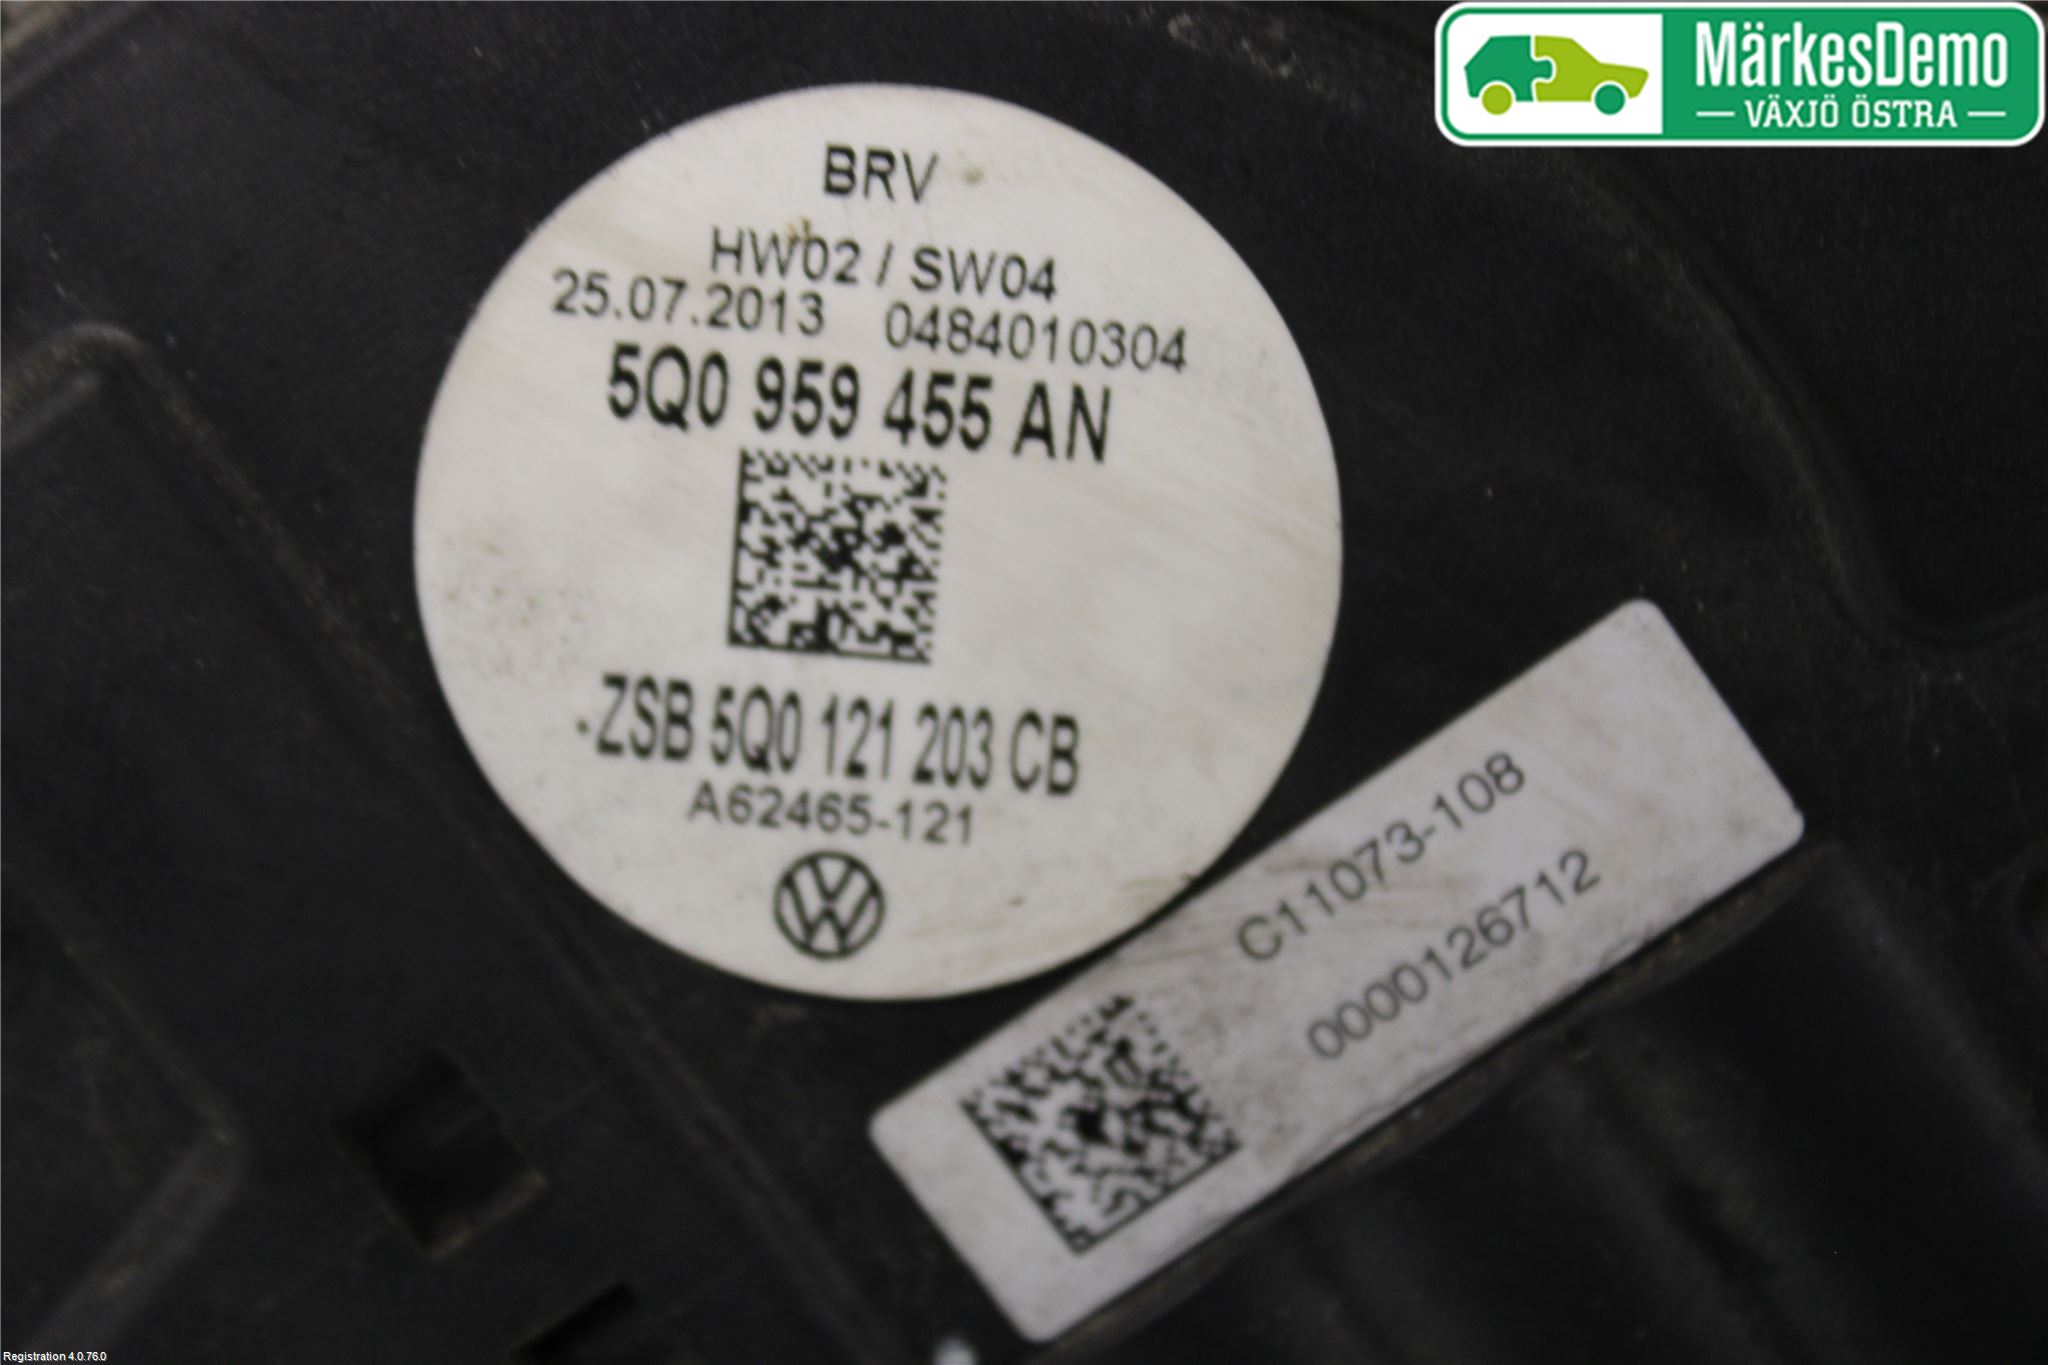 MärkesDemo
VÄXJÖ ÖSTRA
BRV
HW02 / SW04
25.07.2013 0484010304
5Q0 959 455 AN
ZSB 5Q0 121 203 CB
A62465-121
C11073-108
0000126712
Registration 4.0.76.0